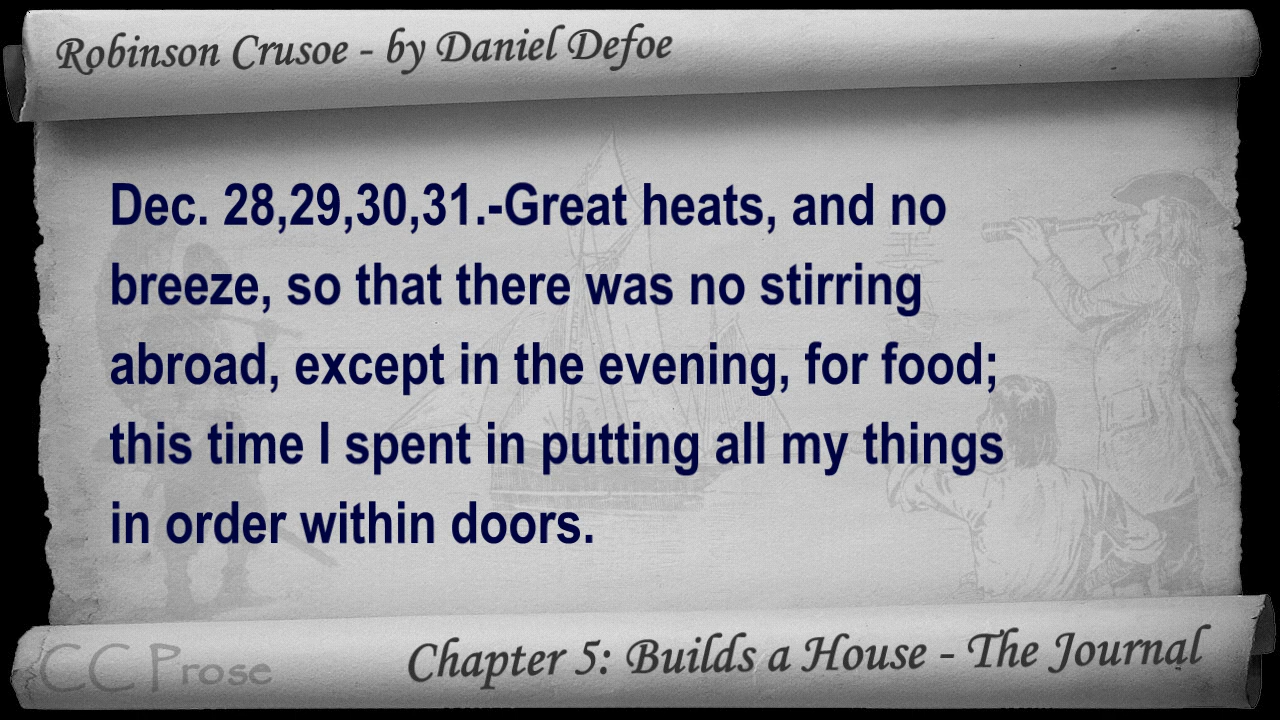 Robinson Crusoe - by Daniel Defoe
Dec. 28,29,30,31.-Great heats, and no
breeze, so that there was no stirring
abroad, except in the evening, for food;
this time I spent in putting all my things
in order within doors.
CC Prose
Chapter 5: Builds a House - The Journal